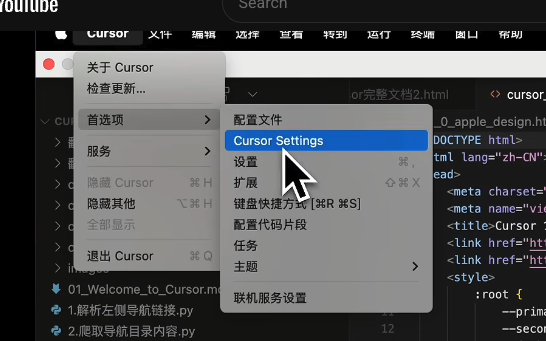 YouTube
Search
Cursor 文件 编辑 选择 查看 转到 运行 终端 窗口 帮助
关于 Cursor
检查更新...
首选项
服务
隐藏 Cursor ⌘ H
隐藏其他 ⌥ ⌘ H
全部显示
退出 Cursor ⌘ Q
配置文件
Cursor Settings
设置 ⌘ ,
扩展 ⇧ ⌘ X
键盘快捷方式 [⌘R ⌘S]
配置代码片段
任务
主题
联机服务设置
or完整文档2.html
cursor_
_0_apple_design.ht
CU
images
01_Welcome_to_Cursor.md
1.解析左侧导航链接.py
2.爬取导航目录内容.py
DOCTYPE html>
tml lang="zh-CN">
ead>
<meta charset="
<meta name="vie
<title>Cursor
<link href="htt
<link href="htt
<style>
:root {
11 --prima
12 --secon